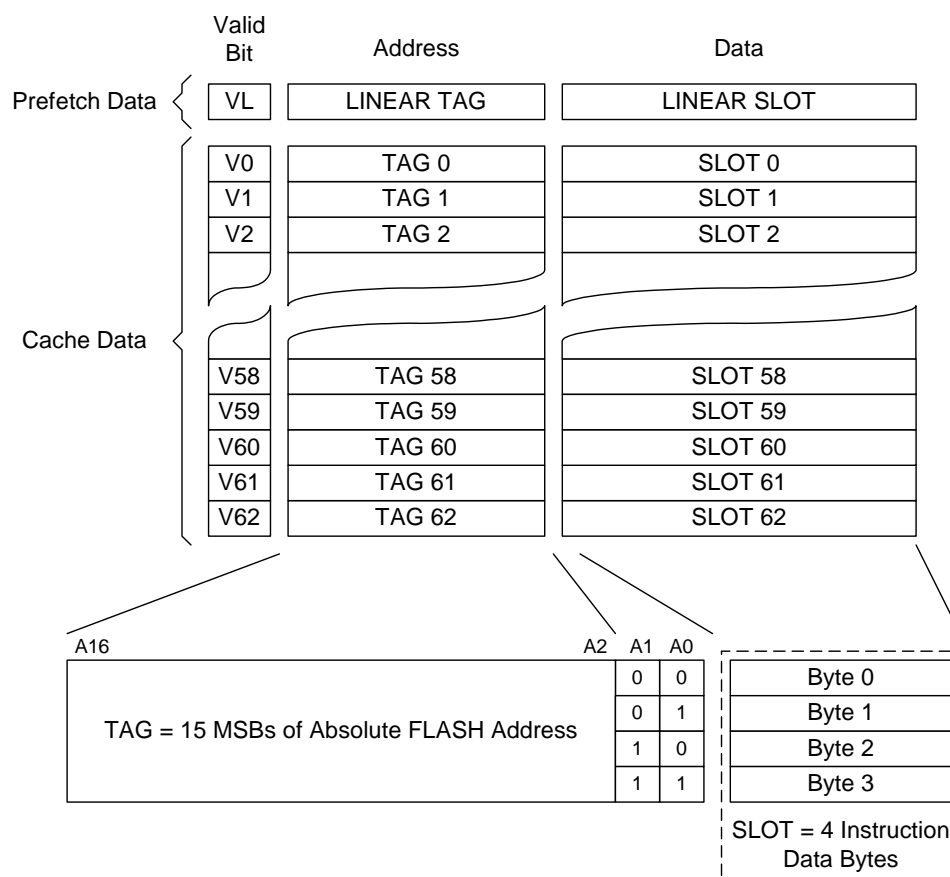 Valid
Bit
Address
Data
Prefetch Data
VL
LINEAR TAG
LINEAR SLOT
V0
TAG 0
SLOT 0
V1
TAG 1
SLOT 1
V2
TAG 2
SLOT 2
Cache Data
V58
TAG 58
SLOT 58
V59
TAG 59
SLOT 59
V60
TAG 60
SLOT 60
V61
TAG 61
SLOT 61
V62
TAG 62
SLOT 62
A16
A2
A1
A0
TAG = 15 MSBs of Absolute FLASH Address
0
0
Byte 0
0
1
Byte 1
1
0
Byte 2
1
1
Byte 3
SLOT = 4 Instruction
Data Bytes